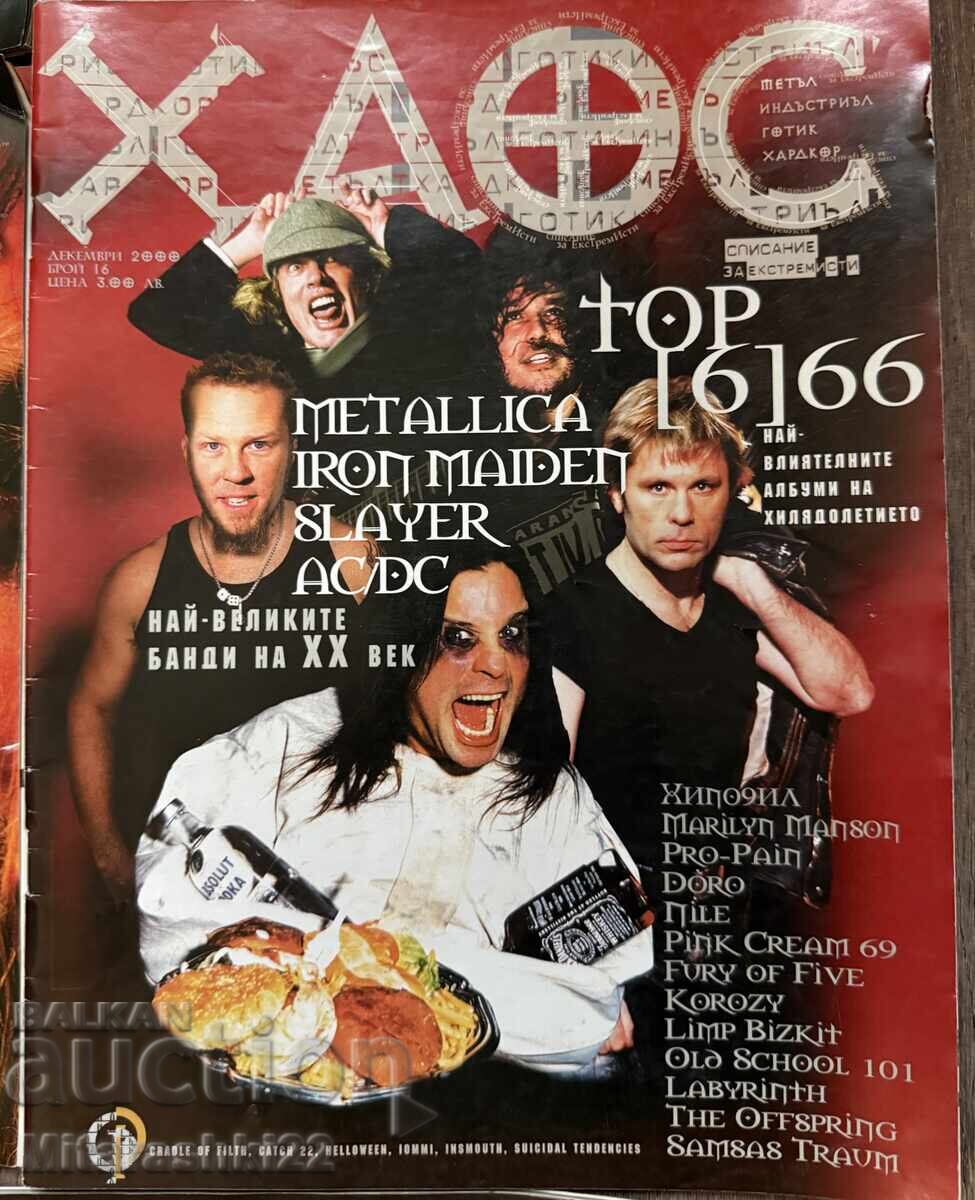 ХАОС
МЕТЪЛ
ИНДЪСТРИЪЛ
ГОТИК
ХАРДКОР
СПИСАНИЕ
ЗА ЕКСТРЕМИСТИ
ДЕКЕМВРИ 2000
БРОЙ 16
ЦЕНА 3.00 ЛВ.
TOP
[6]66
НАЙ-
ВЛИЯТЕЛНИТЕ
АЛБУМИ НА
ХИЛЯДОЛЕТИЕТО
METALLICA
IRON MAIDEN
SLAYER
AC/DC
НАЙ-ВЕЛИКИТЕ
БАНДИ НА XX ВЕК
ABSOLUT
VODKA
ХИПО9ИЛ
MARILYN MANSON
PRO-PAIN
DORO
NILE
PINK CREAM 69
FURY OF FIVE
KOROZY
LIMP BIZKIT
OLD SCHOOL 101
LABYRINTH
THE OFFSPRING
SAMSAS TRAUM
CRADLE OF FILTH, CATCH 22, HELLOWEEN, IOMMI, INSMOUTH, SUICIDAL TENDENCIES
BALKAN
auction